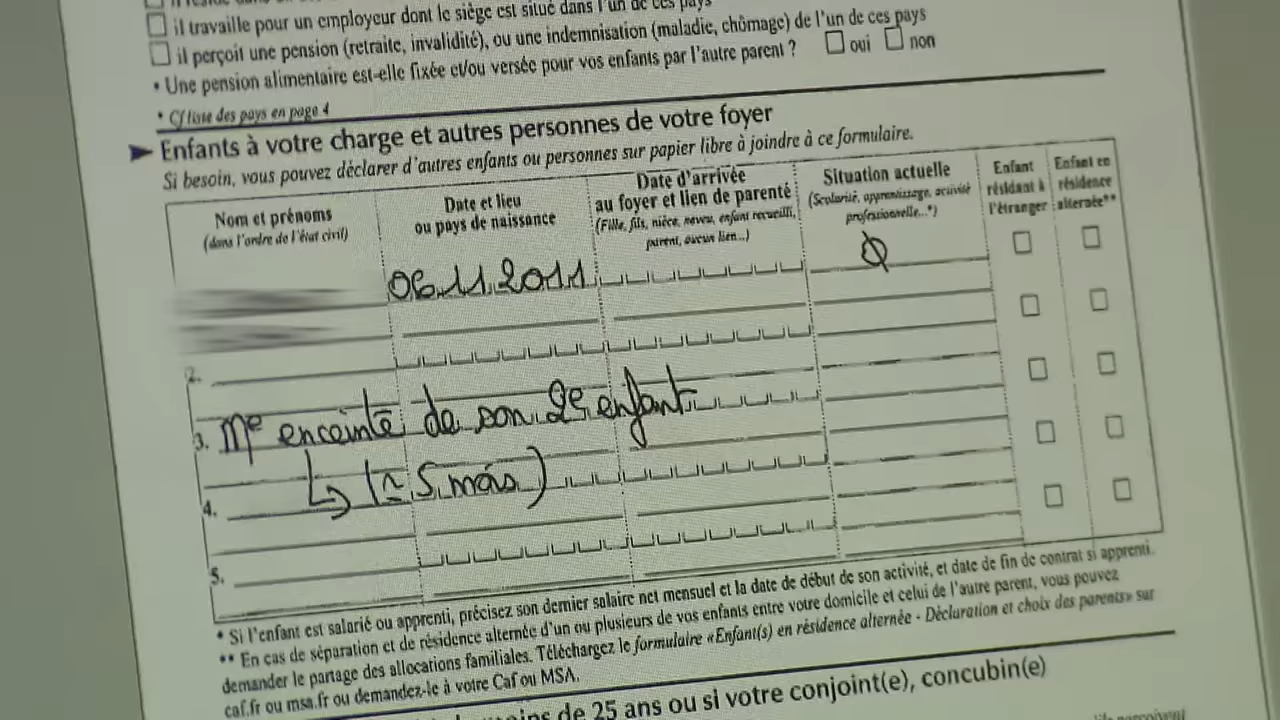 il travaille pour un employeur dont le siège est situé dans l'un de ces pays
il perçoit une pension (retraite, invalidité), ou une indemnisation (maladie, chômage) de l'un de ces pays
• Une pension alimentaire est-elle fixée et/ou versée pour vos enfants par l'autre parent ? oui non
* Cf liste des pays en page 4
Enfants à votre charge et autres personnes de votre foyer
Si besoin, vous pouvez déclarer d'autres enfants ou personnes sur papier libre à joindre à ce formulaire.
Nom et prénoms
(dans l'ordre de l'état civil)
Date et lieu
ou pays de naissance
Date d'arrivée
au foyer et lien de parenté
(Fille, fils, nièce, neveu, enfant recueilli,
parent, aucun lien...)
Situation actuelle
(Scolarité, apprentissage, activité
professionnelle...*)
Enfant
résidant à
l'étranger
Enfant en
résidence
alternée**
06.11.2011
2.
3. Me enceinte de son 2e enfant
(≈ 5 mois)
4.
5.
* Si l'enfant est salarié ou apprenti, précisez son dernier salaire net mensuel et la date de début de son activité, et date de fin de contrat si apprenti.
** En cas de séparation et de résidence alternée d'un ou plusieurs de vos enfants entre votre domicile et celui de l'autre parent, vous pouvez
demander le partage des allocations familiales. Téléchargez le formulaire «Enfant(s) en résidence alternée - Déclaration et choix des parents» sur
caf.fr ou msa.fr ou demandez-le à votre Caf ou MSA.
de 25 ans ou si votre conjoint(e), concubin(e)